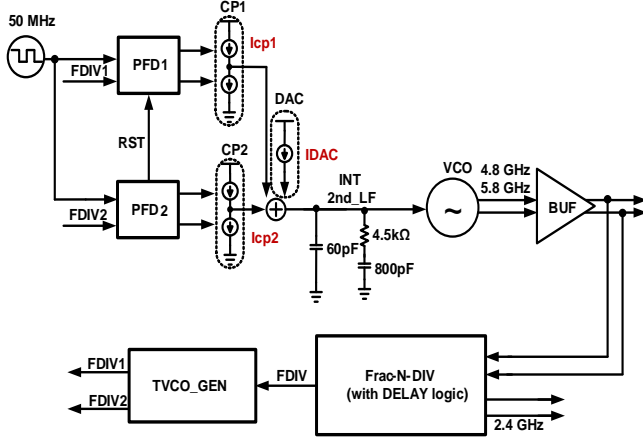 50 MHz
CP1
Icp1
PFD1
FDIV1
DAC
IDAC
RST
CP2
Icp2
PFD2
FDIV2
+
INT
2nd_LF
VCO
~
4.8 GHz
5.8 GHz
BUF
4.5kΩ
60pF
800pF
FDIV1
FDIV2
TVCO_GEN
FDIV
Frac-N-DIV
(with DELAY logic)
2.4 GHz